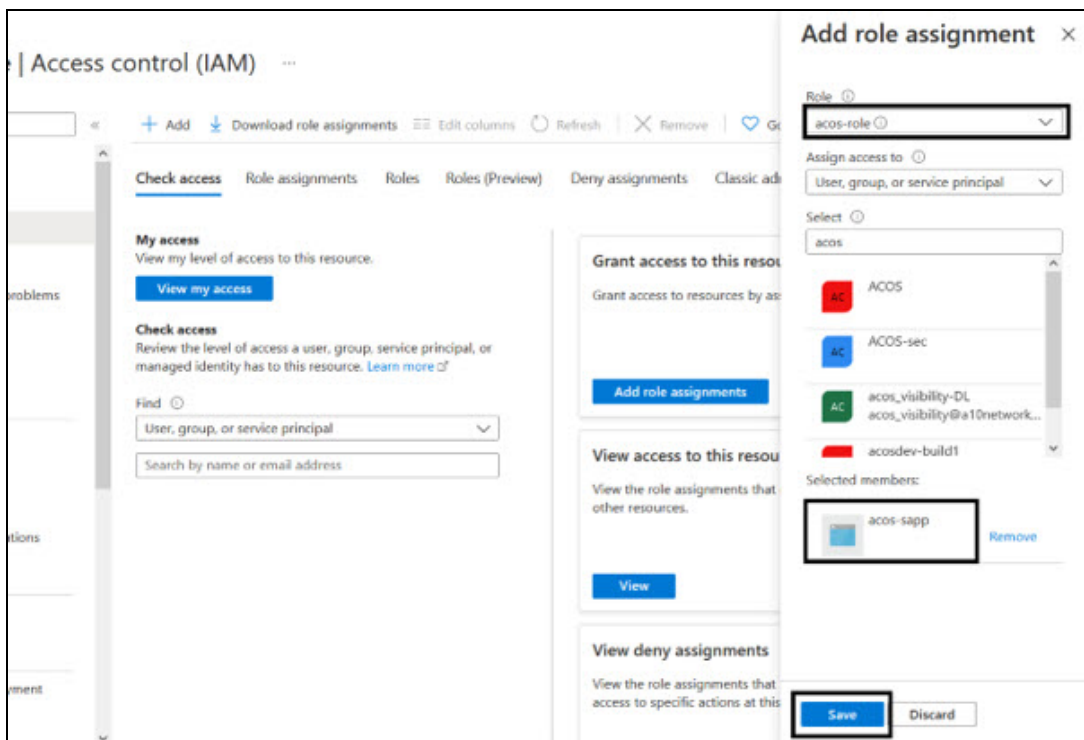 | Access control (IAM) ...
« + Add Download role assignments Edit columns Refresh Remove
Check access Role assignments Roles Roles (Preview) Deny assignments Classic
My access
View my level of access to this resource.
View my access
Check access
Review the level of access a user, group, service principal, or
managed identity has to this resource. Learn more
Find
User, group, or service principal
Search by name or email address
Grant access to this
Grant access to resources by
Add role assignments
View access to this
View the role assignments that
other resources.
View
View deny assignments
View the role assignments that
access to specific actions at this
Add role assignment ×
Role
acos-role
Assign access to
User, group, or service principal
Select
acos
AC ACOS
AC ACOS-sec
AC acos_visibility-DL
acos_visibility@a10network...
acosdev-build1
Selected members:
acos-sapp
Remove
Save Discard